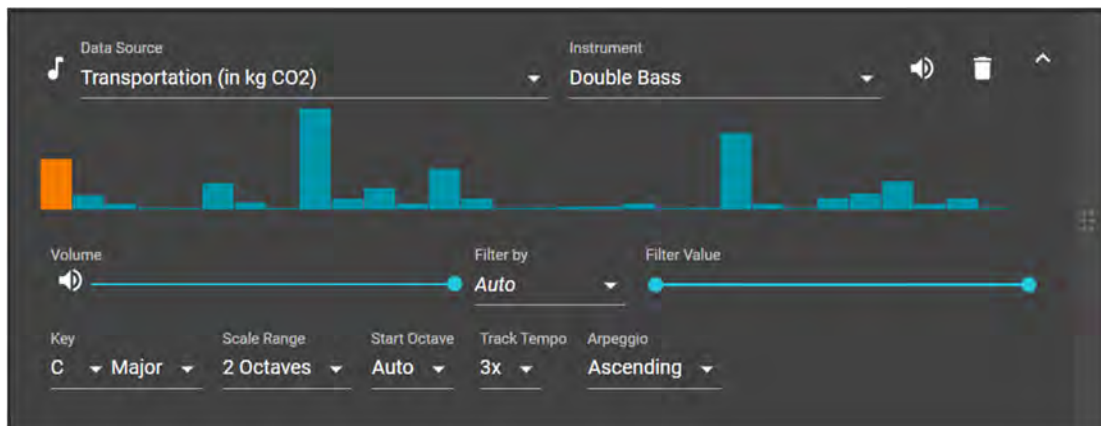 Data Source Instrument
Transportation (in kg CO2) Double Bass
Volume Filter by Filter Value
Auto
Key Scale Range Start Octave Track Tempo Arpeggio
C Major 2 Octaves Auto 3x Ascending